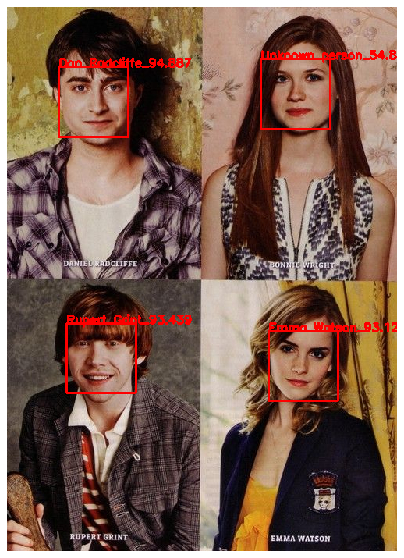 Dan_Radcliffe_94.887
Unknown_person_54.8
DANIEL RADCLIFFE
BONNIE WRIGHT
Rupert_Grint_93.439
Emma_Watson_93.12
RUPERT GRINT
EMMA WATSON